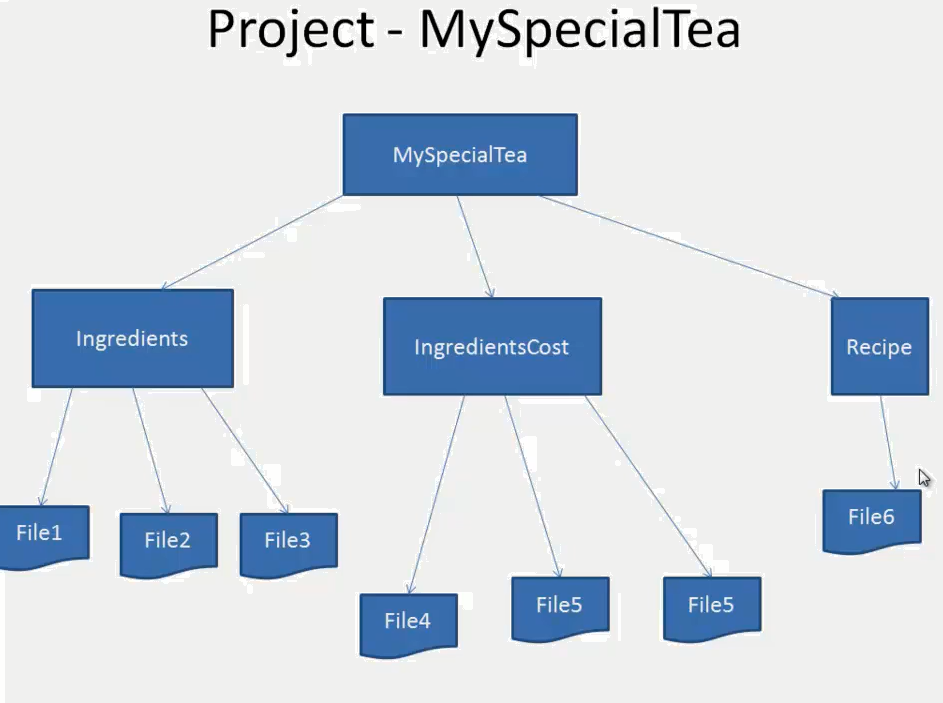 Project - MySpecialTea
MySpecialTea
Ingredients
IngredientsCost
Recipe
File1
File2
File3
File4
File5
File5
File6